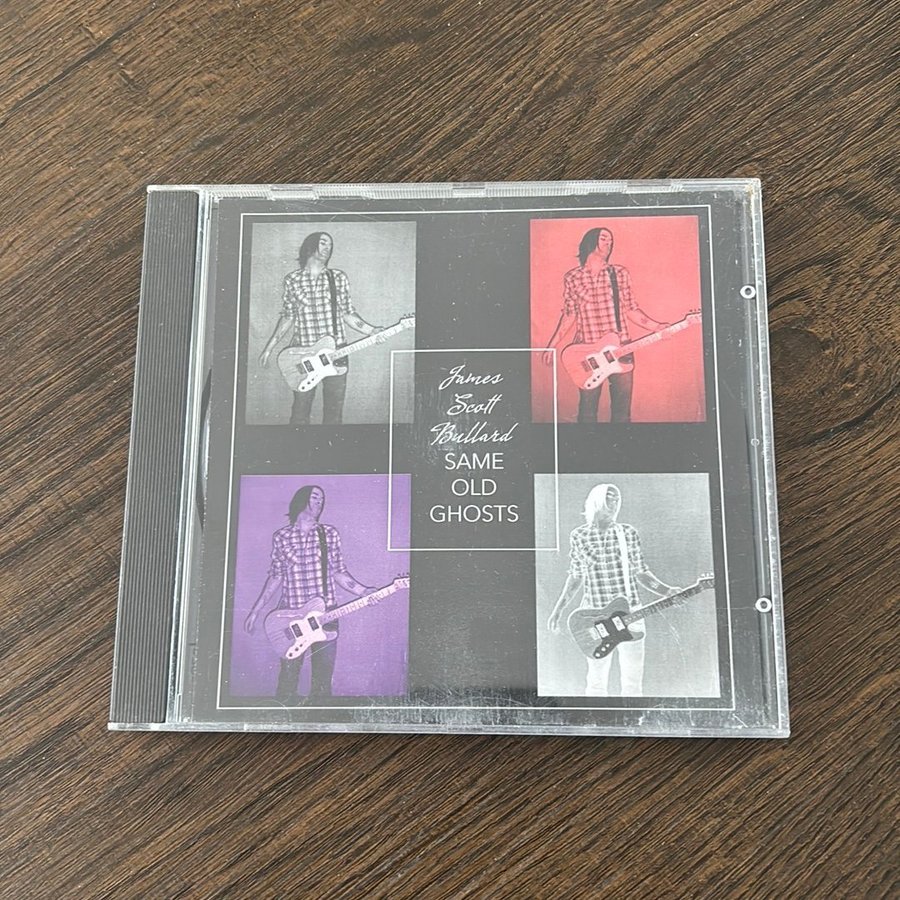 James
Scott
Bullard
SAME
OLD
GHOSTS